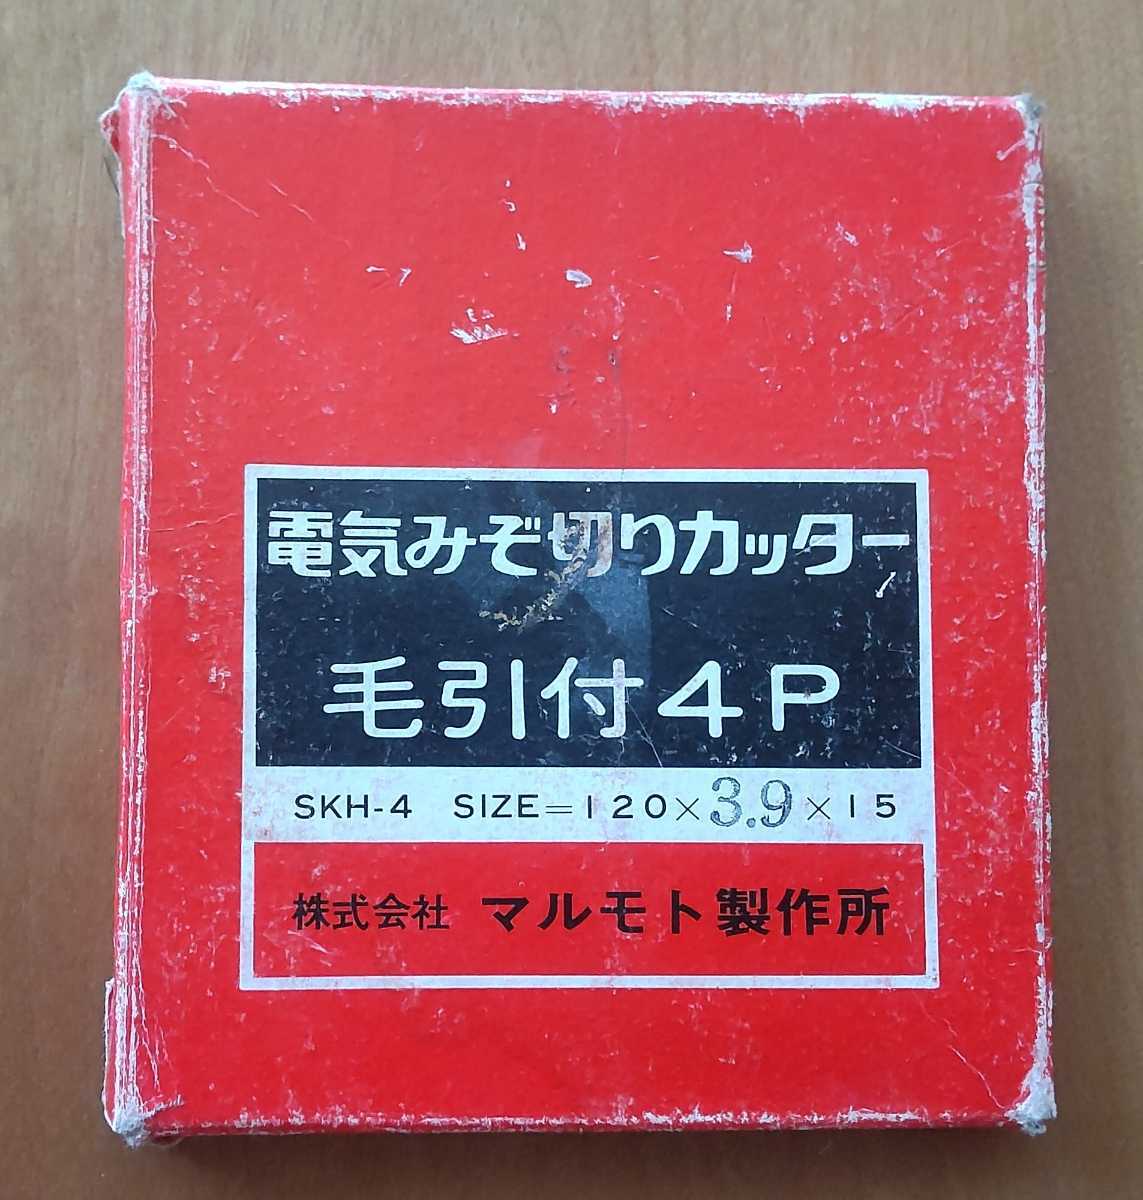 電気みぞ切りカッター
毛引付4P
SKH-4 SIZE=120×3.9×15
株式会社 マルモト製作所